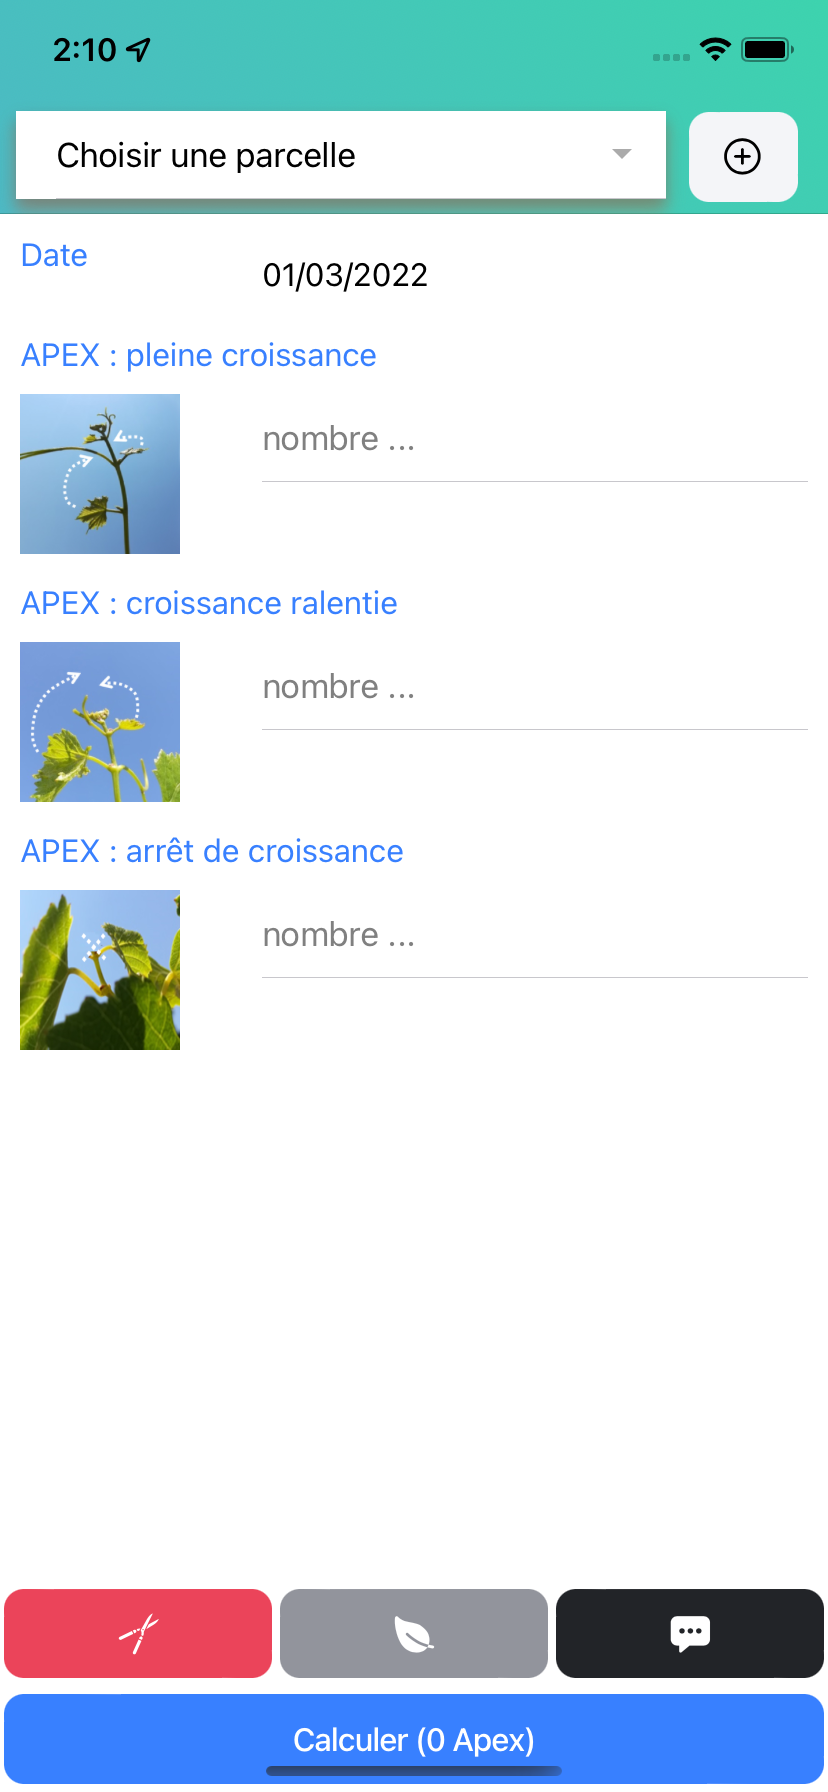 2:10
Choisir une parcelle
Date
01/03/2022
APEX : pleine croissance
nombre ...
APEX : croissance ralentie
nombre ...
APEX : arrêt de croissance
nombre ...
Calculer (0 Apex)